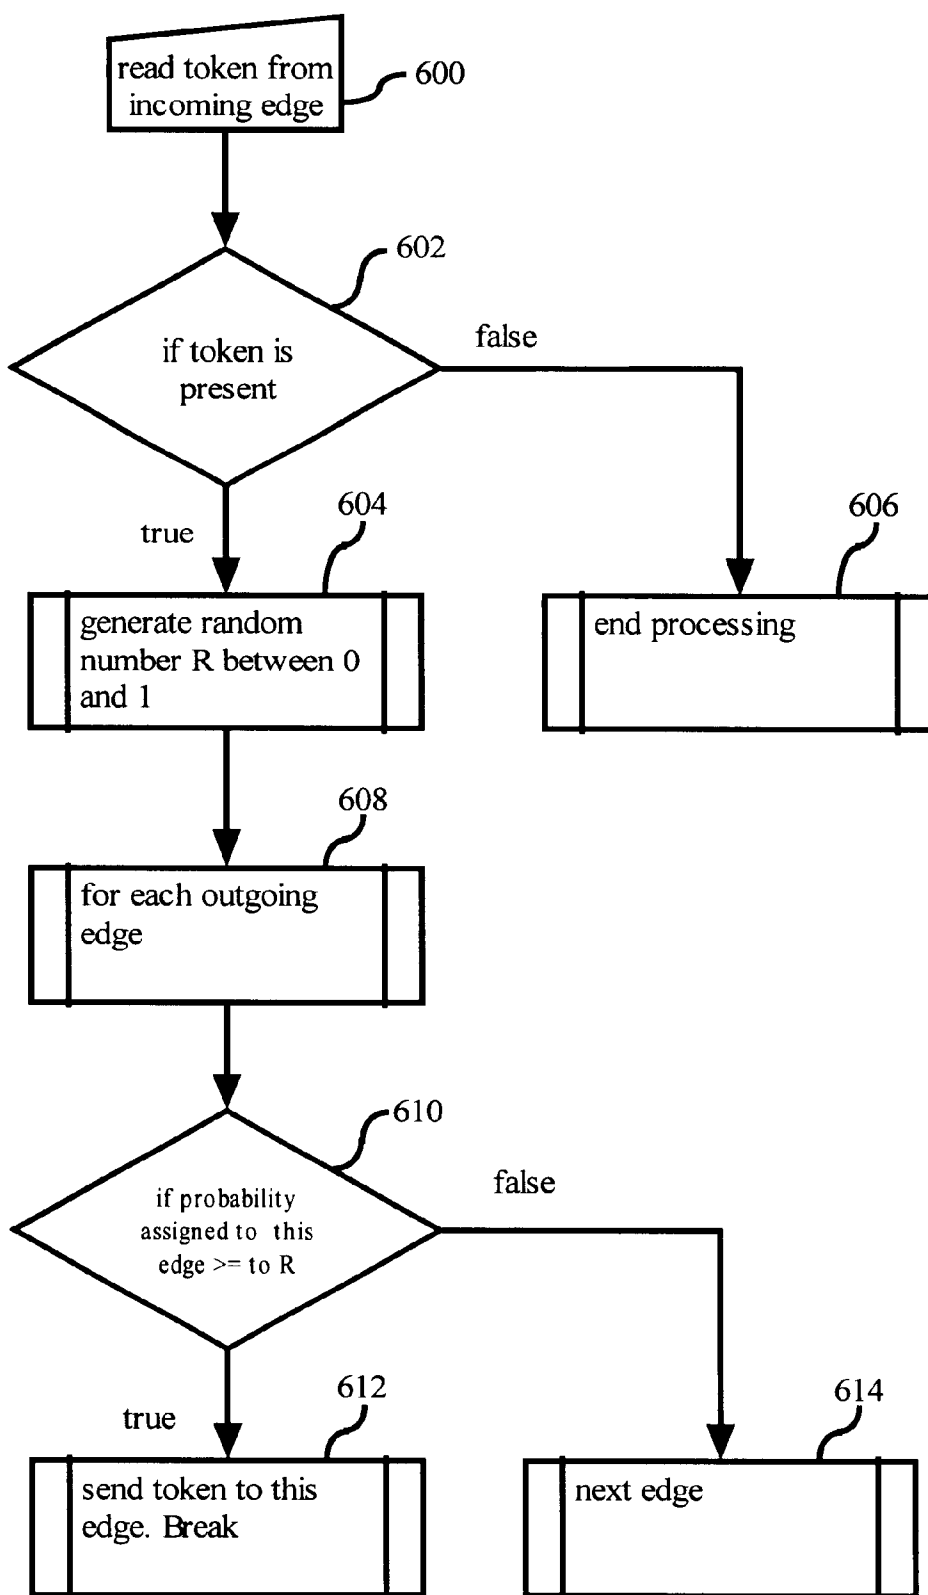 read token from
incoming edge
600
602
if token is
present
false
true
604
606
generate random
number R between 0
and 1
end processing
608
for each outgoing
edge
610
if probability
assigned to this
edge >= to R
false
true
612
614
send token to this
edge. Break
next edge